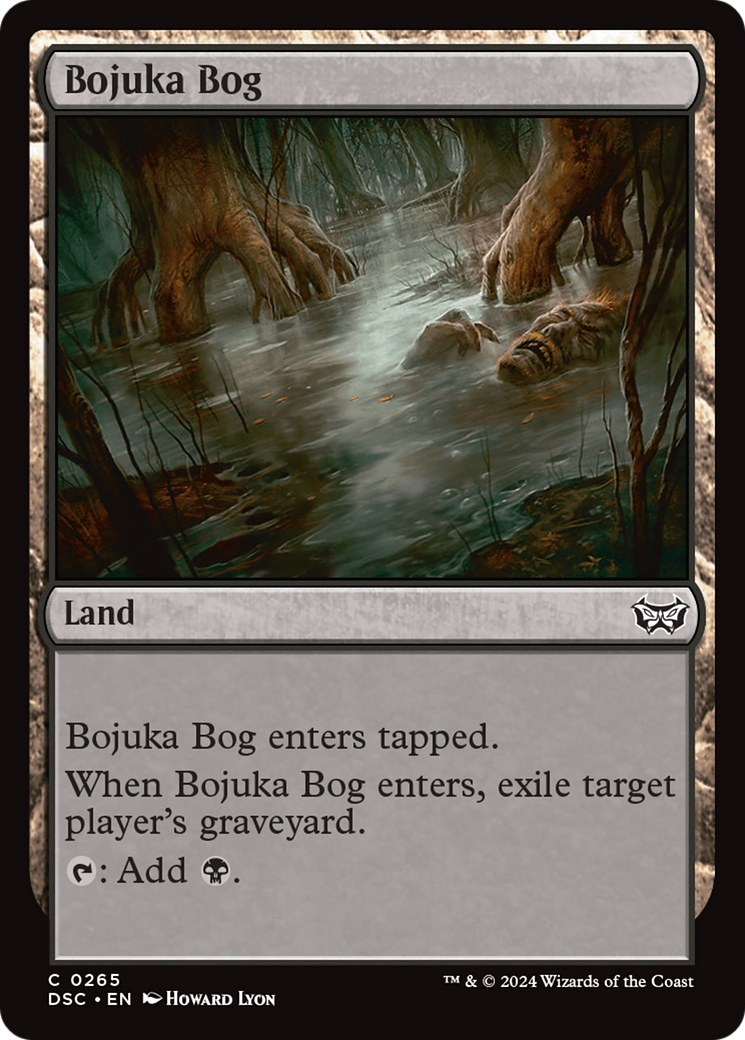 Bojuka Bog
Land
Bojuka Bog enters tapped.
When Bojuka Bog enters, exile target
player's graveyard.
: Add .
C 0265
DSC • EN Howard Lyon
™ & © 2024 Wizards of the Coast